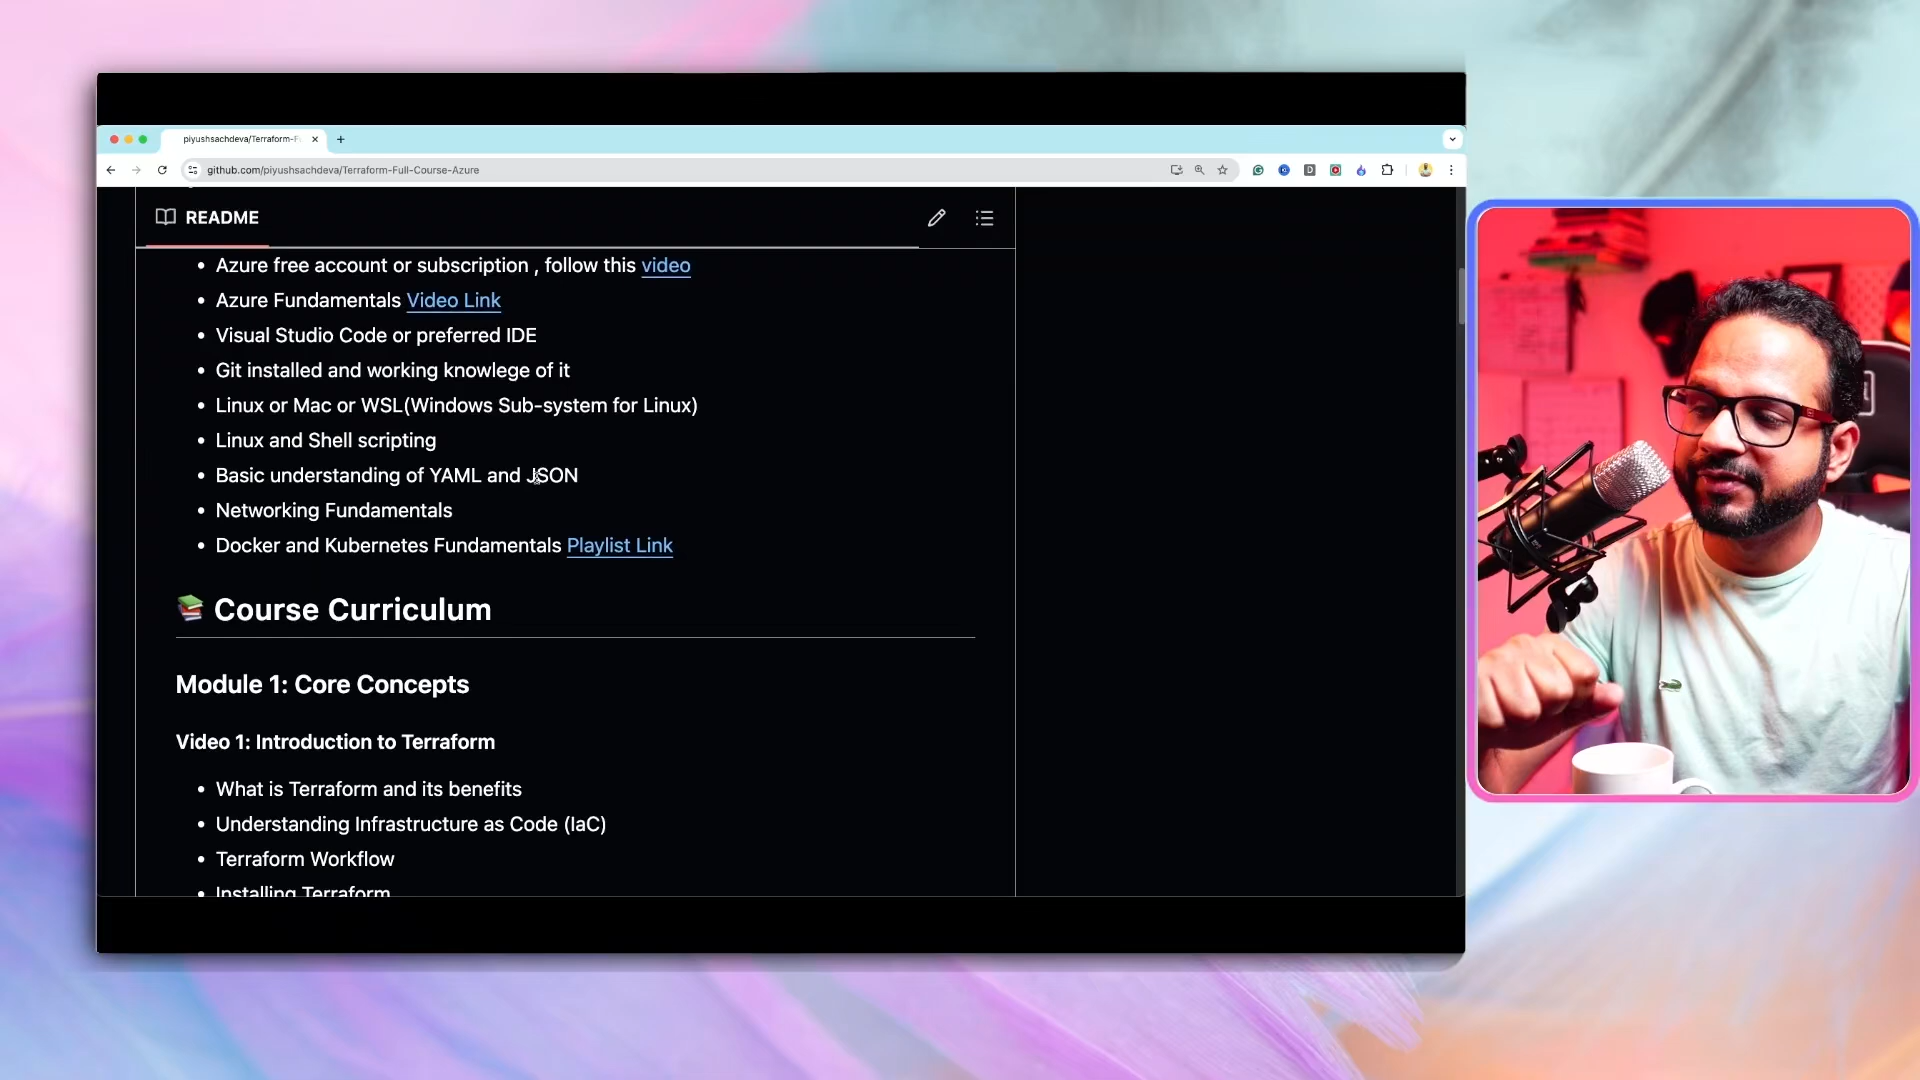 piyushsachdeva/Terraform-F
github.com/piyushsachdeva/Terraform-Full-Course-Azure
README
Azure free account or subscription , follow this video
Azure Fundamentals Video Link
Visual Studio Code or preferred IDE
Git installed and working knowlege of it
Linux or Mac or WSL(Windows Sub-system for Linux)
Linux and Shell scripting
Basic understanding of YAML and JSON
Networking Fundamentals
Docker and Kubernetes Fundamentals Playlist Link
📚 Course Curriculum
Module 1: Core Concepts
Video 1: Introduction to Terraform
What is Terraform and its benefits
Understanding Infrastructure as Code (IaC)
Terraform Workflow
Installing Terraform